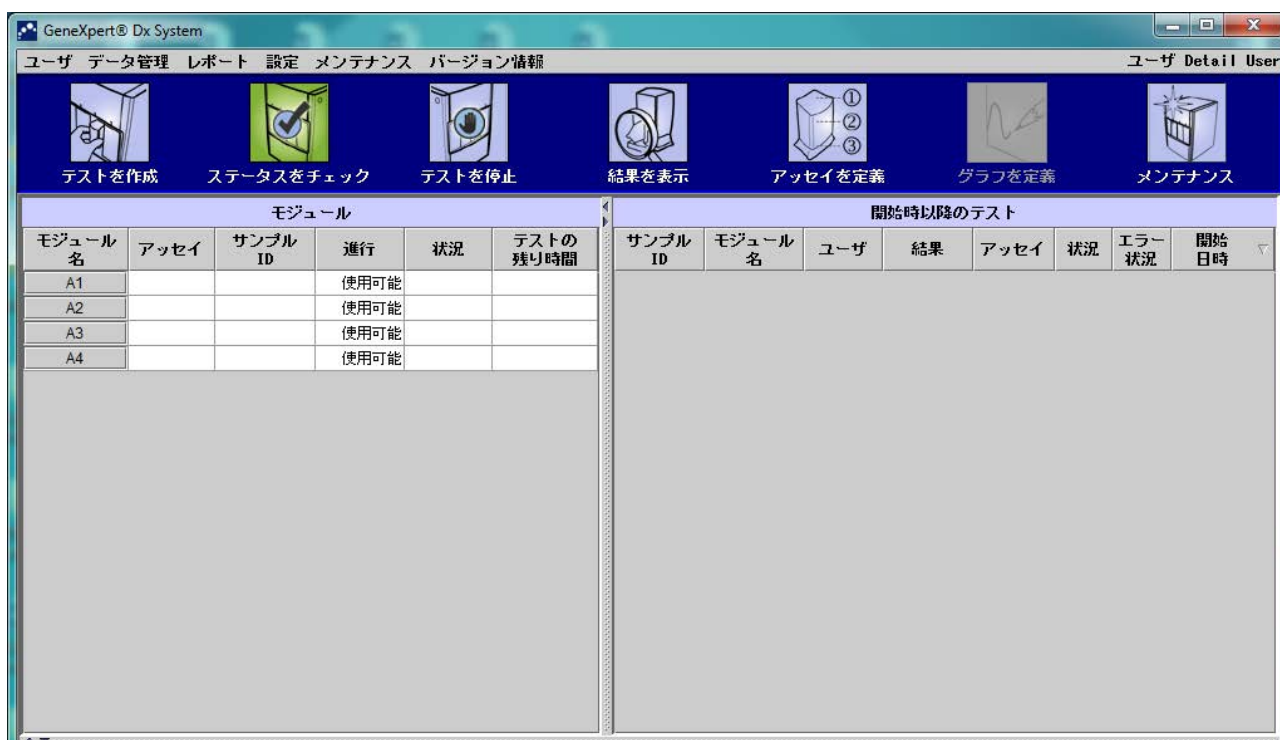 GeneXpert® Dx System
ユーザ データ管理 レポート 設定 メンテナンス バージョン情報 ユーザ Detail User
① ② ③
テストを作成 ステータスをチェック テストを停止 結果を表示 アッセイを定義 グラフを定義 メンテナンス
モジュール 開始時以降のテスト
モジュール名 アッセイ サンプルID 進行 状況 テストの残り時間 サンプルID モジュール名 ユーザ 結果 アッセイ 状況 エラー状況 開始日時
A1 使用可能
A2 使用可能
A3 使用可能
A4 使用可能